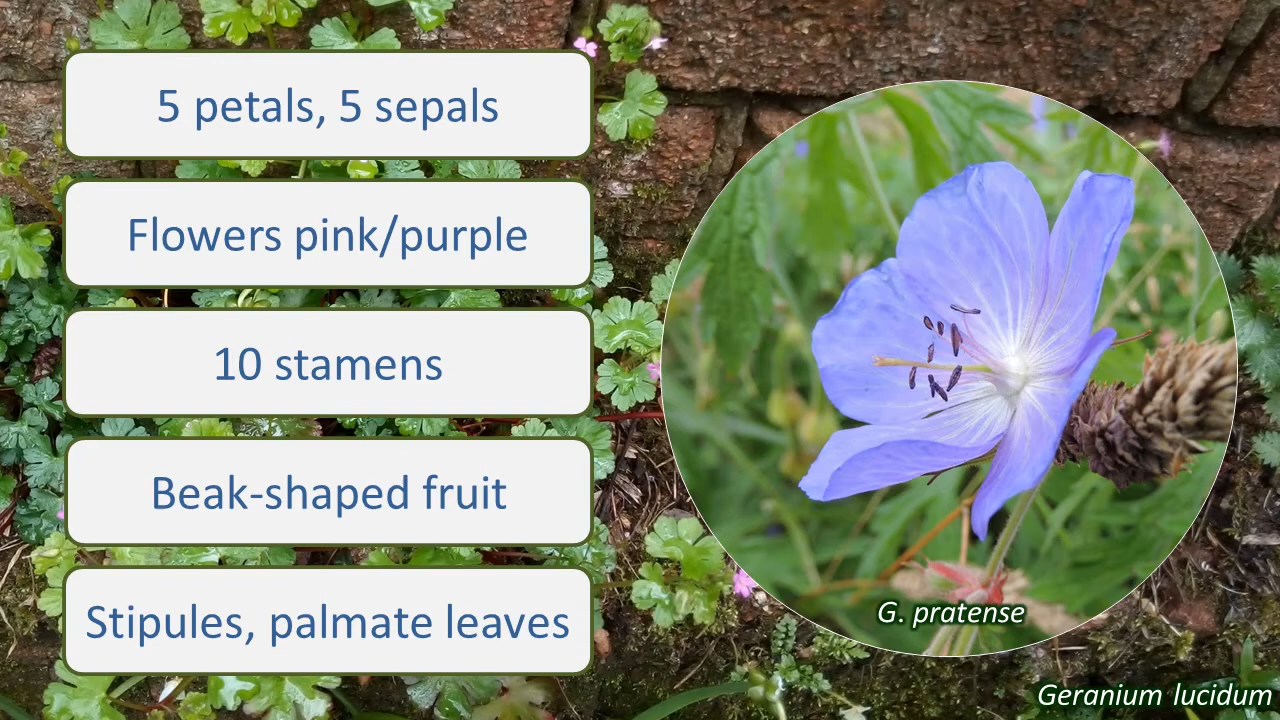 5 petals, 5 sepals
Flowers pink/purple
10 stamens
Beak-shaped fruit
Stipules, palmate leaves
G. pratense
Geranium lucidum